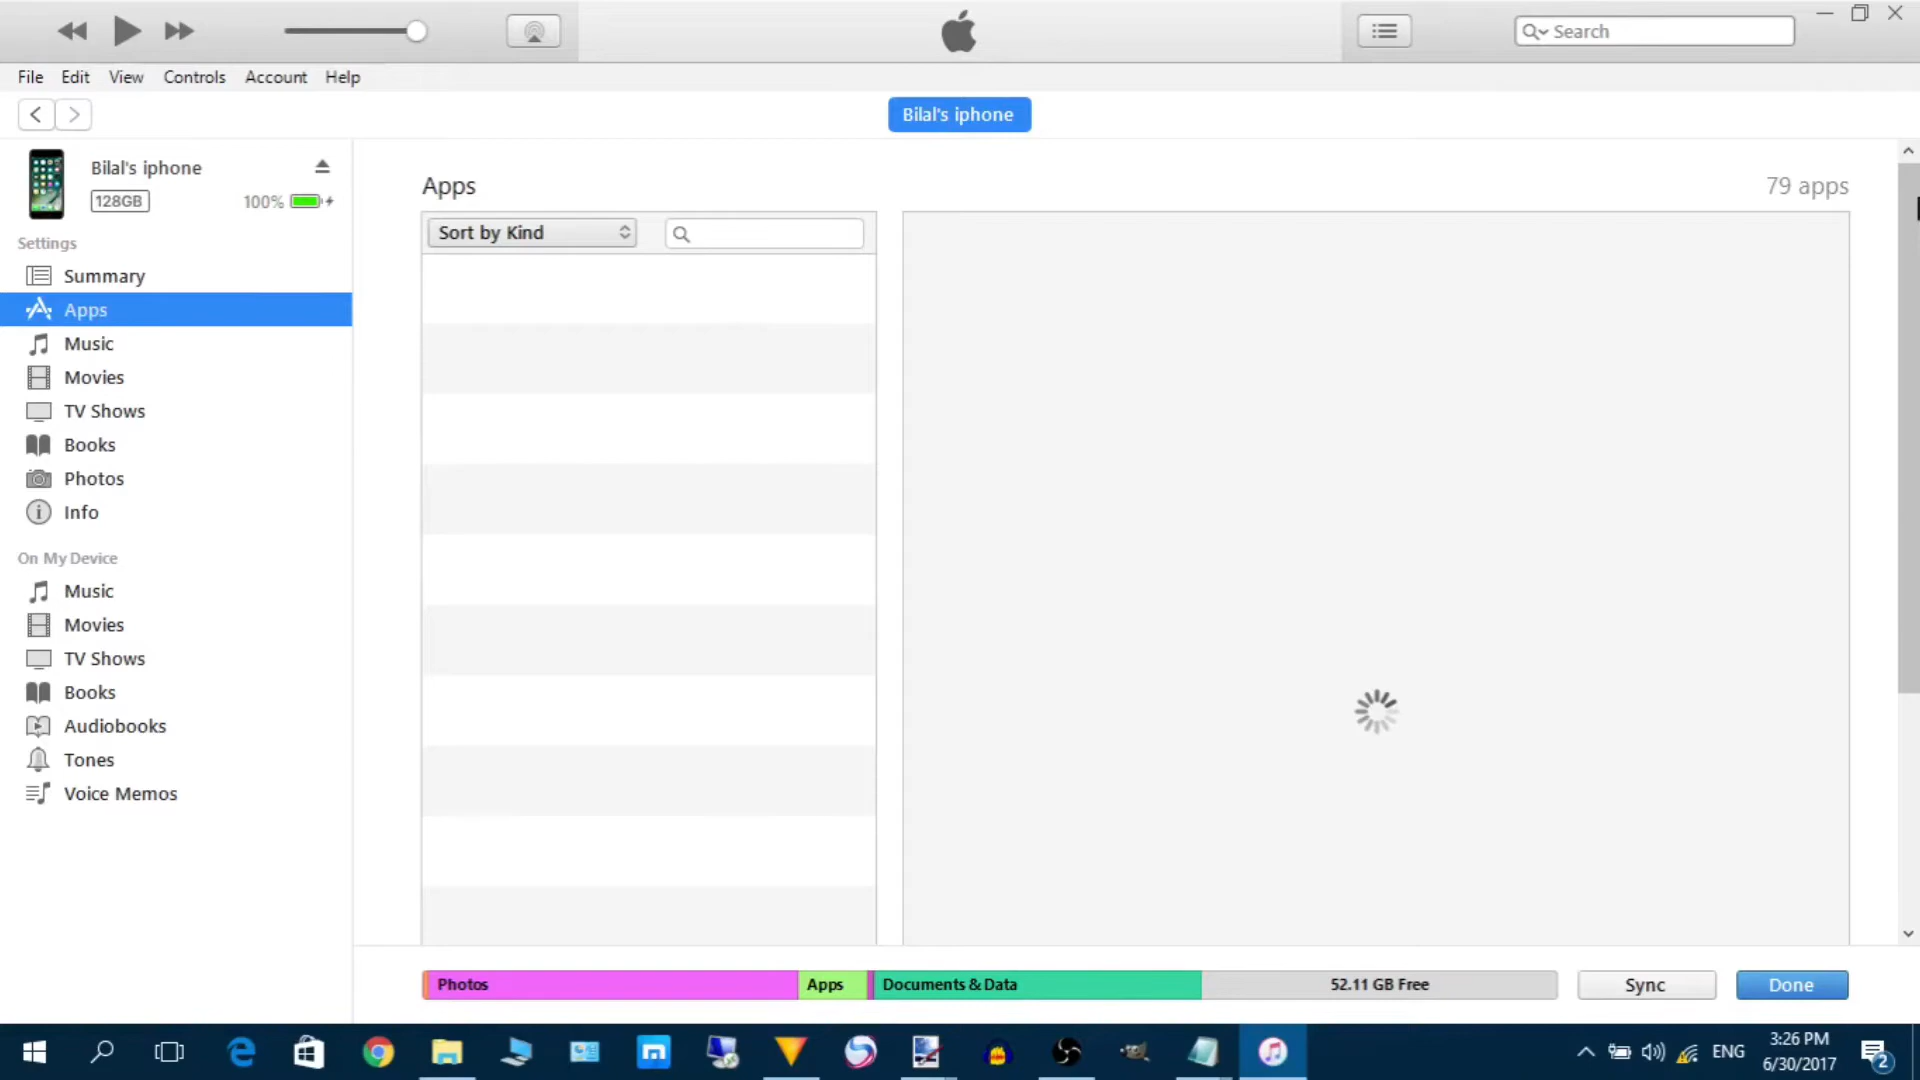 Search
File Edit View Controls Account Help
Bilal's iphone
Bilal's iphone
128GB 100%
Settings
Summary
Apps
Music
Movies
TV Shows
Books
Photos
Info
On My Device
Music
Movies
TV Shows
Books
Audiobooks
Tones
Voice Memos
Apps 79 apps
Sort by Kind
Photos Apps Documents & Data 52.11 GB Free Sync Done
ENG 3:26 PM
6/30/2017
2